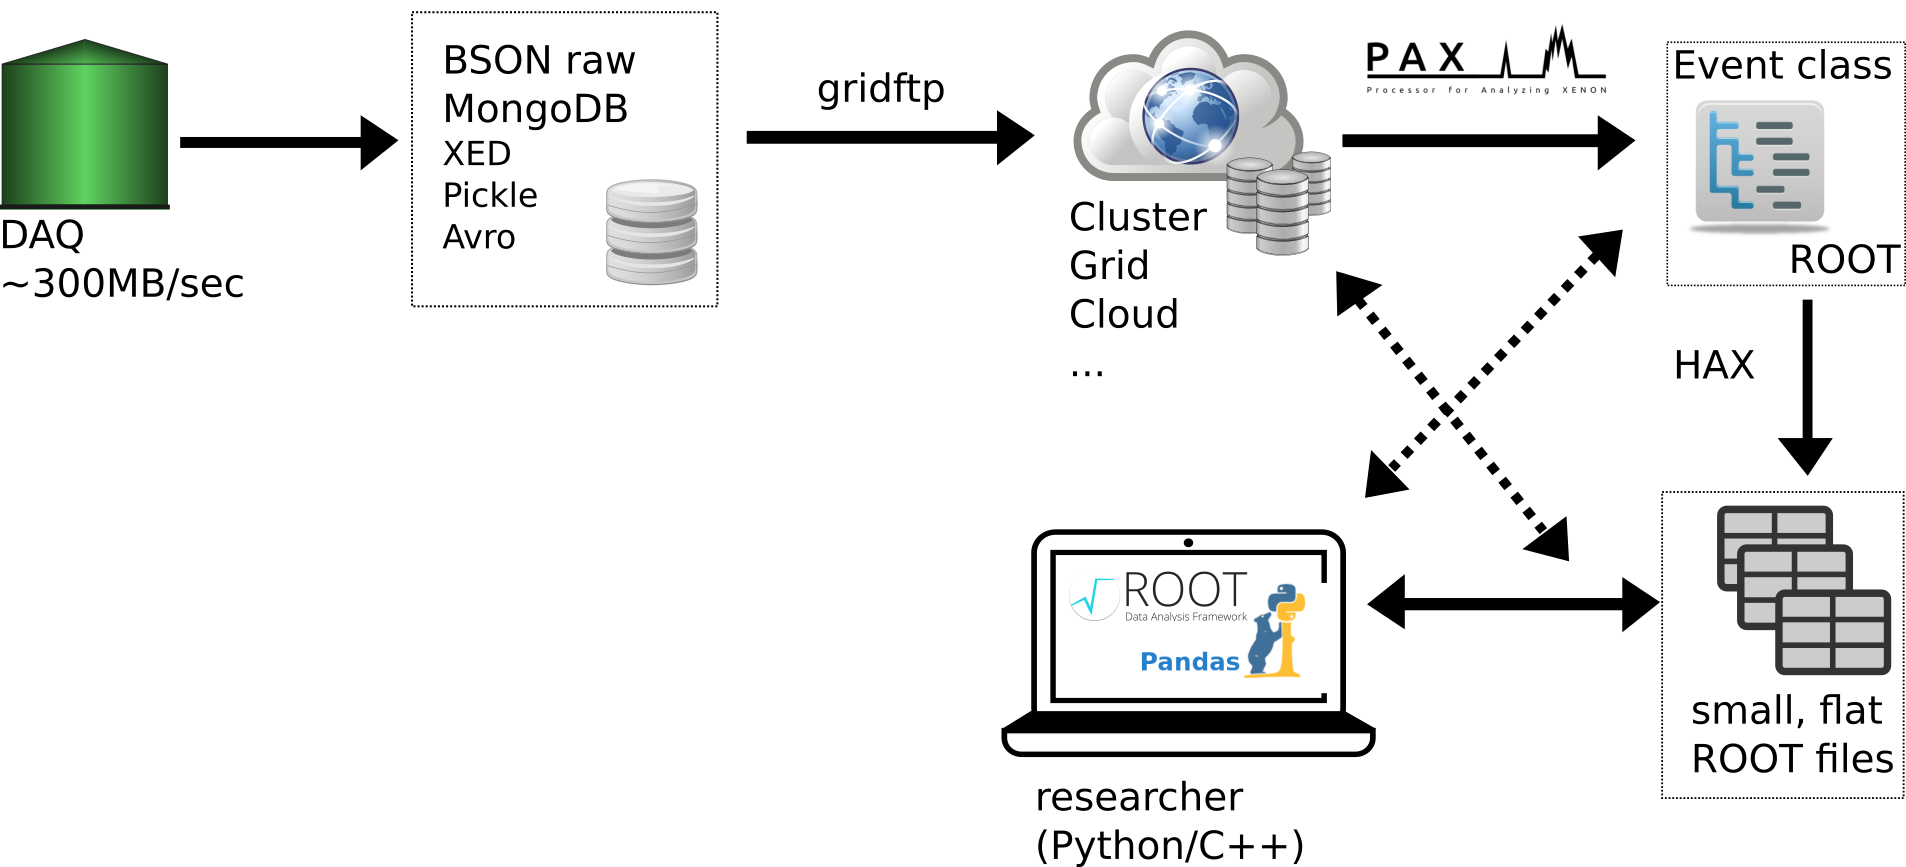 DAQ
~300MB/sec
BSON raw
MongoDB
XED
Pickle
Avro
gridftp
Cluster
Grid
Cloud
...
PAX
Processor for Analyzing XENON
Event class
ROOT
HAX
small, flat
ROOT files
ROOT
Data Analysis Framework
Pandas
researcher
(Python/C++)